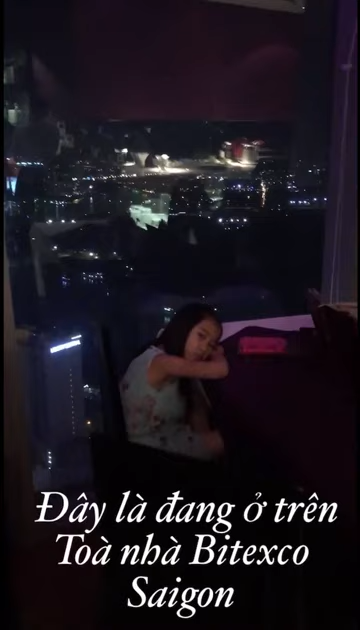 Đây là đang ở trên
Toà nhà Bitexco
Saigon